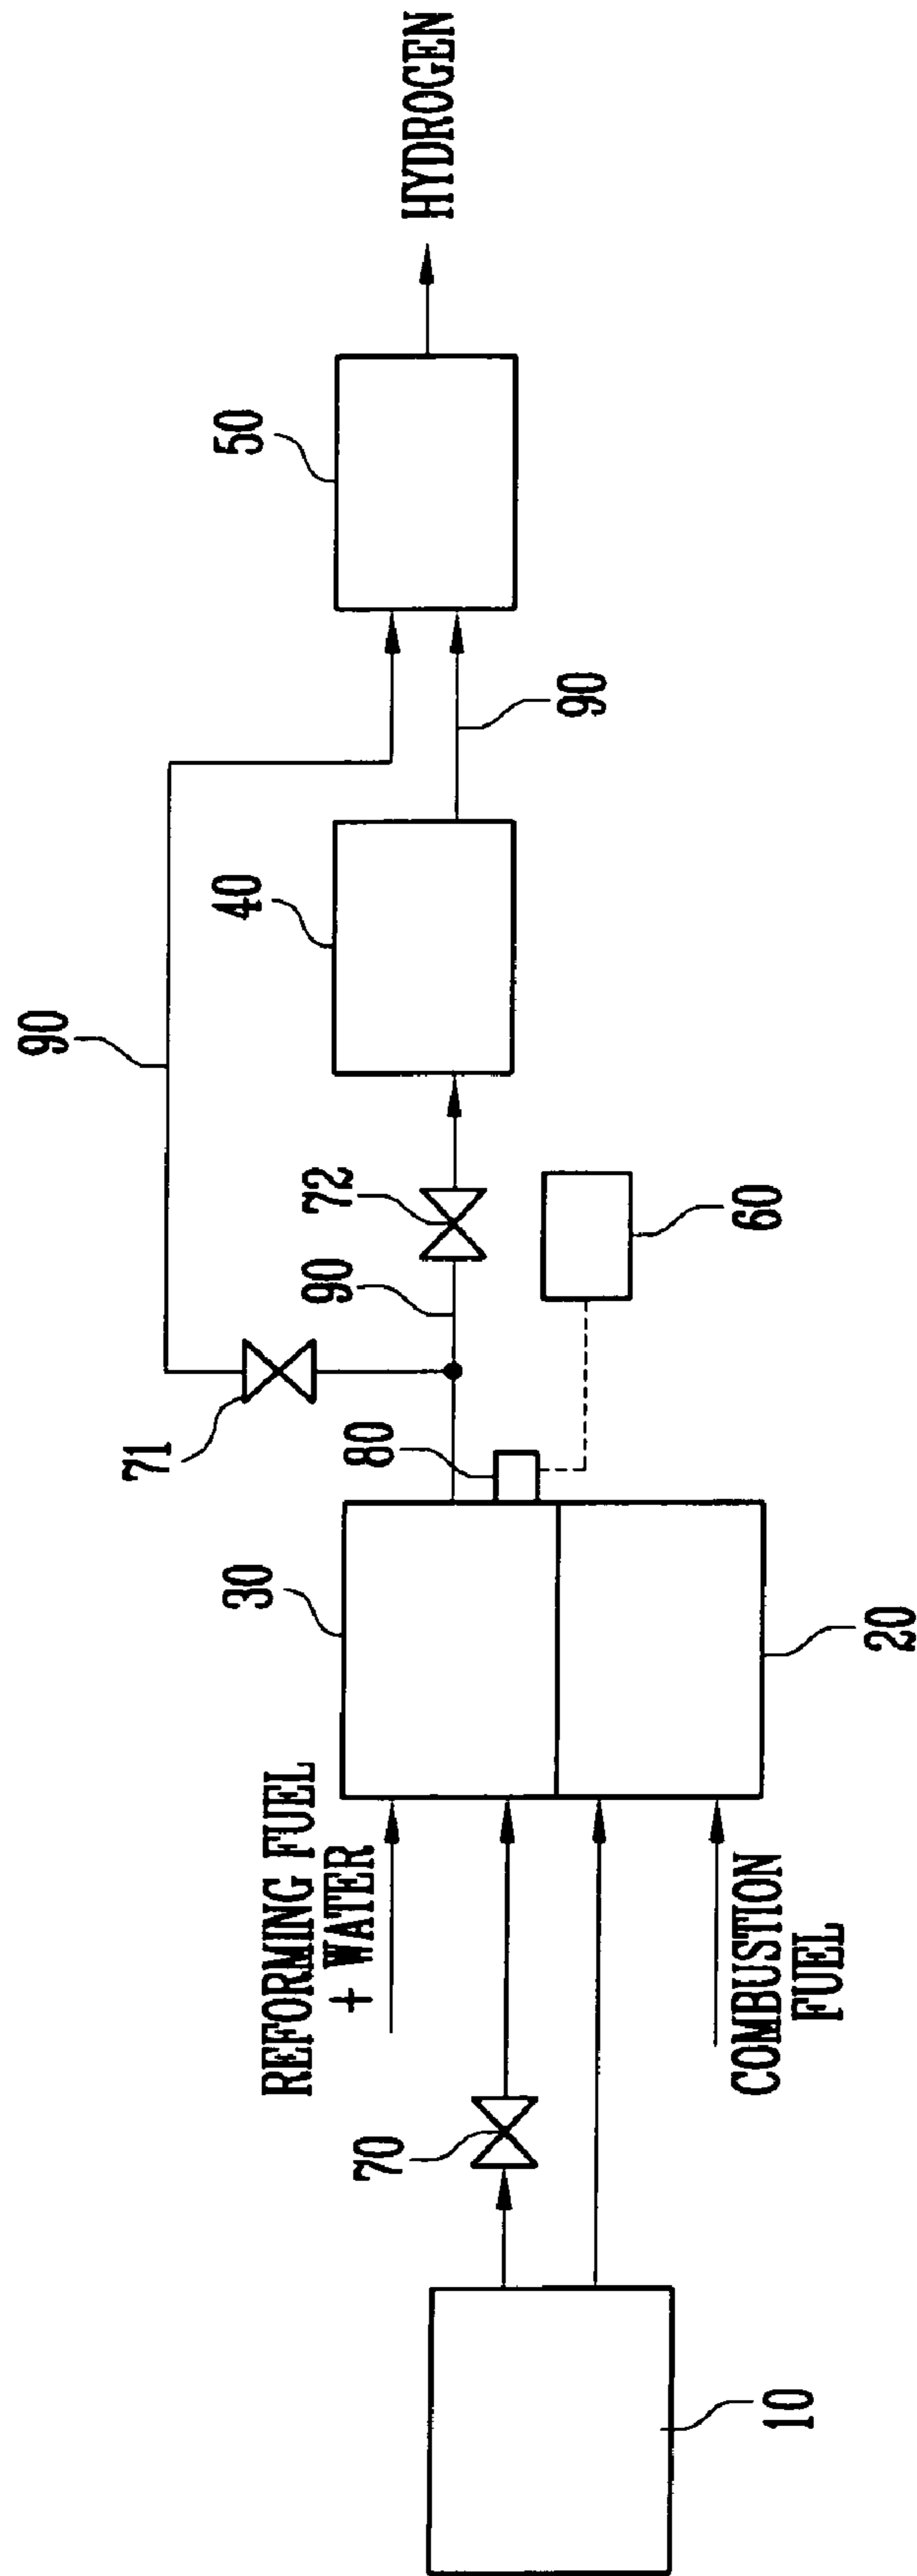 90
71
30
40
50
REFORMING FUEL
+ WATER
90
72
HYDROGEN
70
80
90
COMBUSTION
FUEL
60
10
20